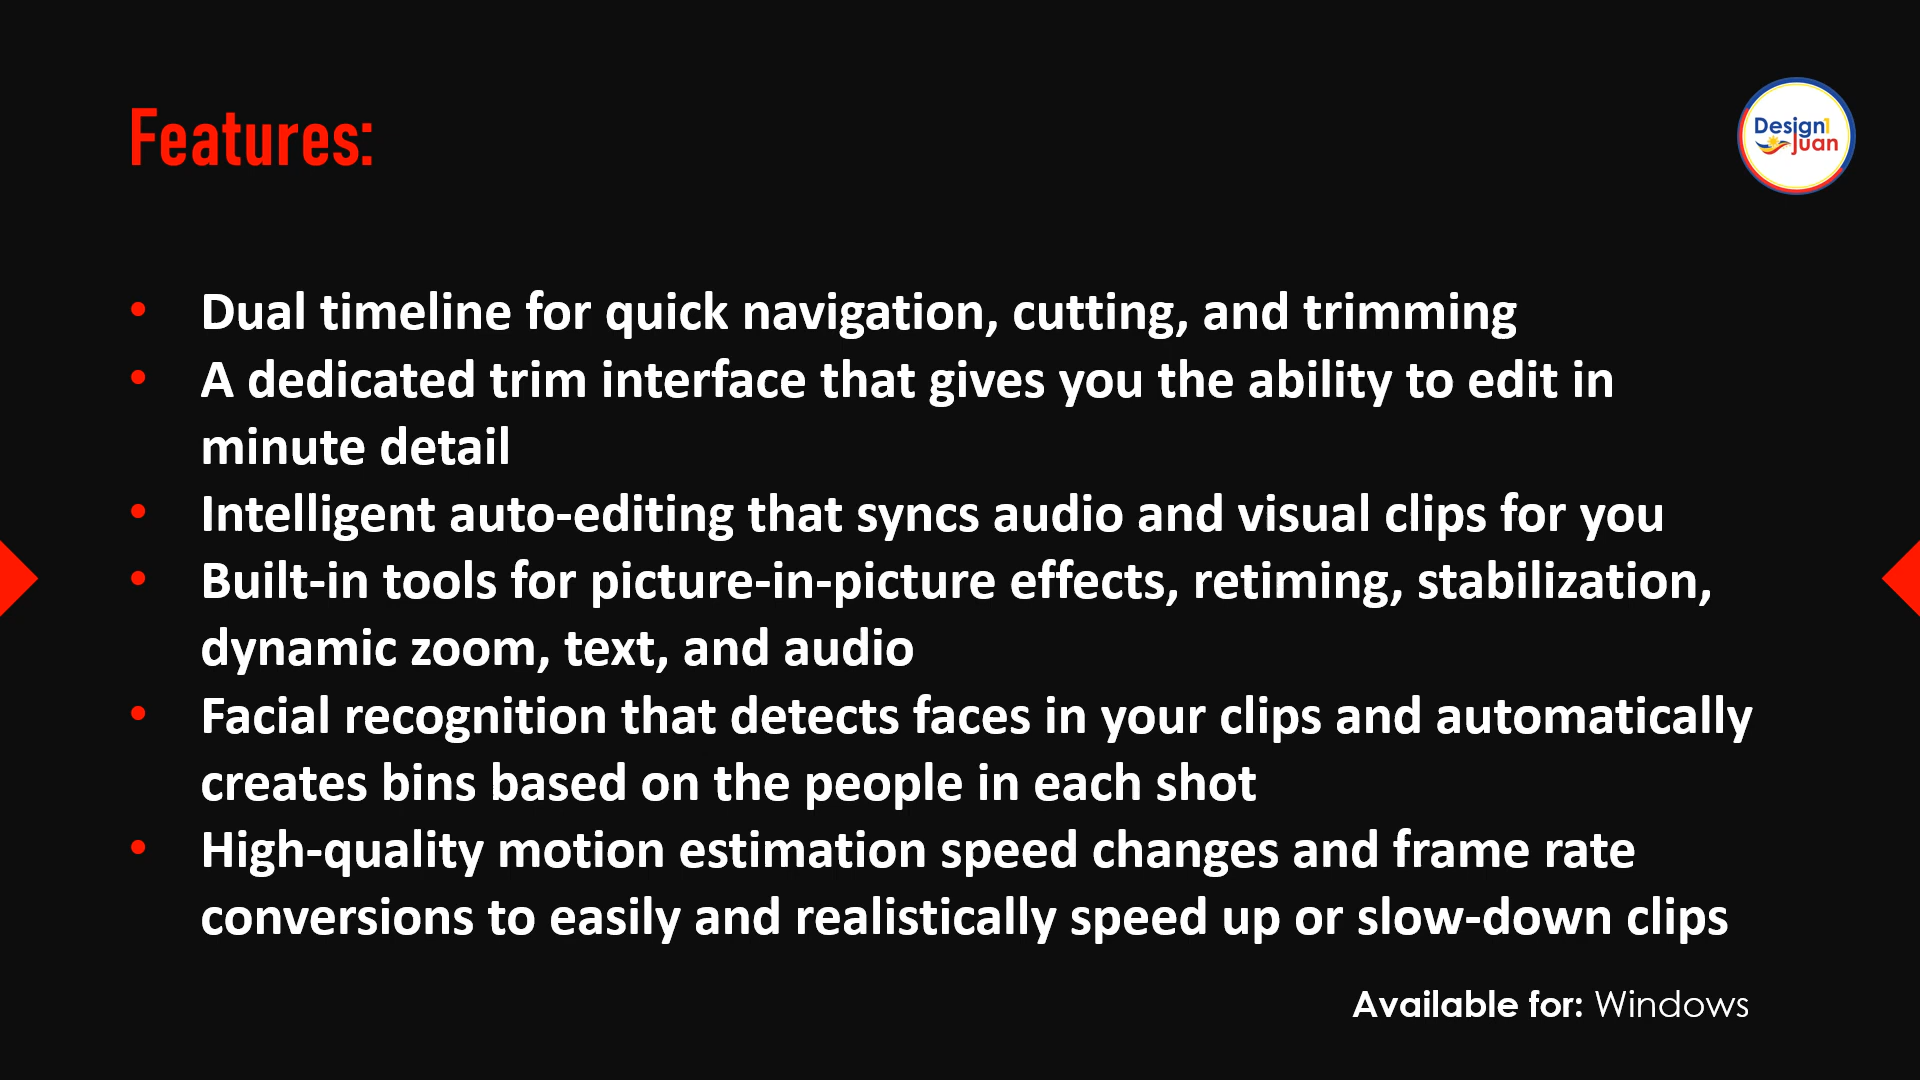 Features:
Design1
juan
• Dual timeline for quick navigation, cutting, and trimming
• A dedicated trim interface that gives you the ability to edit in
minute detail
• Intelligent auto-editing that syncs audio and visual clips for you
• Built-in tools for picture-in-picture effects, retiming, stabilization,
dynamic zoom, text, and audio
• Facial recognition that detects faces in your clips and automatically
creates bins based on the people in each shot
• High-quality motion estimation speed changes and frame rate
conversions to easily and realistically speed up or slow-down clips
Available for: Windows